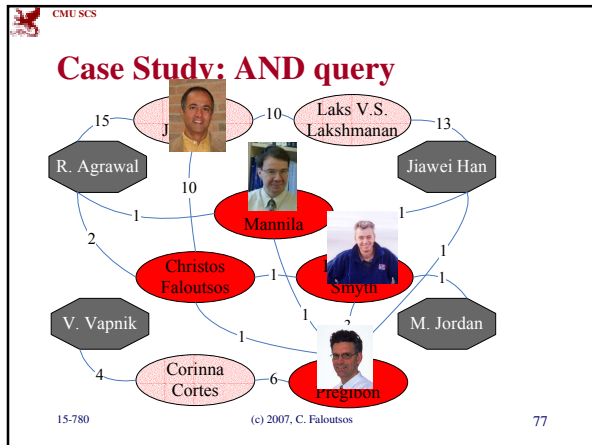 CMU SCS
Case Study: AND query
15
10
Laks V.S.
Lakshmanan
13
R. Agrawal
Jiawei Han
10
1
Mannila
1
2
Christos
Faloutsos
1
Smyth
1
1
V. Vapnik
1
1
M. Jordan
4
Corinna
Cortes
6
Pregibon
15-780
(c) 2007, C. Faloutsos
77